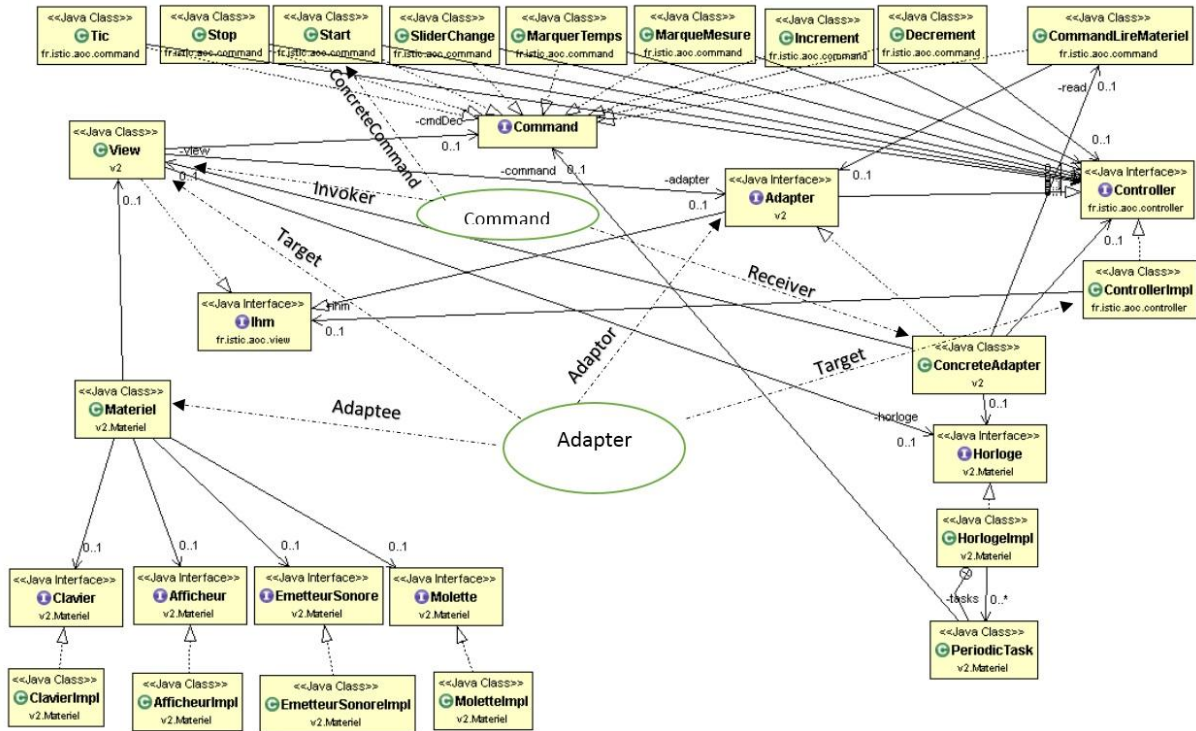 <<Java Class>>
Tic
fr.istic.aoc.command
<<Java Class>>
Stop
fr.istic.aoc.command
<<Java Class>>
Start
fr.istic.aoc.command
<<Java Class>>
SliderChange
fr.istic.aoc.command
<<Java Class>>
MarquerTemps
fr.istic.aoc.command
<<Java Class>>
MarqueMesure
fr.istic.aoc.command
<<Java Class>>
Increment
fr.istic.aoc.command
<<Java Class>>
Decrement
fr.istic.aoc.command
<<Java Class>>
CommandLireMateriel
fr.istic.aoc.command
ConcreteCommand
-read
0..1
<<Java Class>>
View
v2
-cmdDec
0..1
Command
0..1
0..1
-view
0..1
-command
-adapter
0..1
0..1
<<Java Interface>>
Adapter
v2
<<Java Interface>>
Controller
fr.istic.aoc.controller
0..1
Invoker
Command
0..1
Target
Receiver
<<Java Class>>
ControllerImpl
fr.istic.aoc.controller
<<Java Interface>>
Ihm
fr.istic.aoc.view
-ihm
0..1
Adaptor
Target
<<Java Class>>
ConcreteAdapter
v2
<<Java Class>>
Materiel
v2.Materiel
Adaptee
Adapter
0..1
-horloge
0..1
<<Java Interface>>
Horloge
v2.Materiel
<<Java Class>>
HorlogeImpl
v2.Materiel
0..1
0..1
0..1
0..1
<<Java Interface>>
Clavier
v2.Materiel
<<Java Interface>>
Afficheur
v2.Materiel
<<Java Interface>>
EmetteurSonore
v2.Materiel
<<Java Interface>>
Molette
v2.Materiel
-tasks
0..*
<<Java Class>>
PeriodicTask
v2.Materiel
<<Java Class>>
ClavierImpl
v2.Materiel
<<Java Class>>
AfficheurImpl
v2.Materiel
<<Java Class>>
EmetteurSonoreImpl
v2.Materiel
<<Java Class>>
MoletteImpl
v2.Materiel